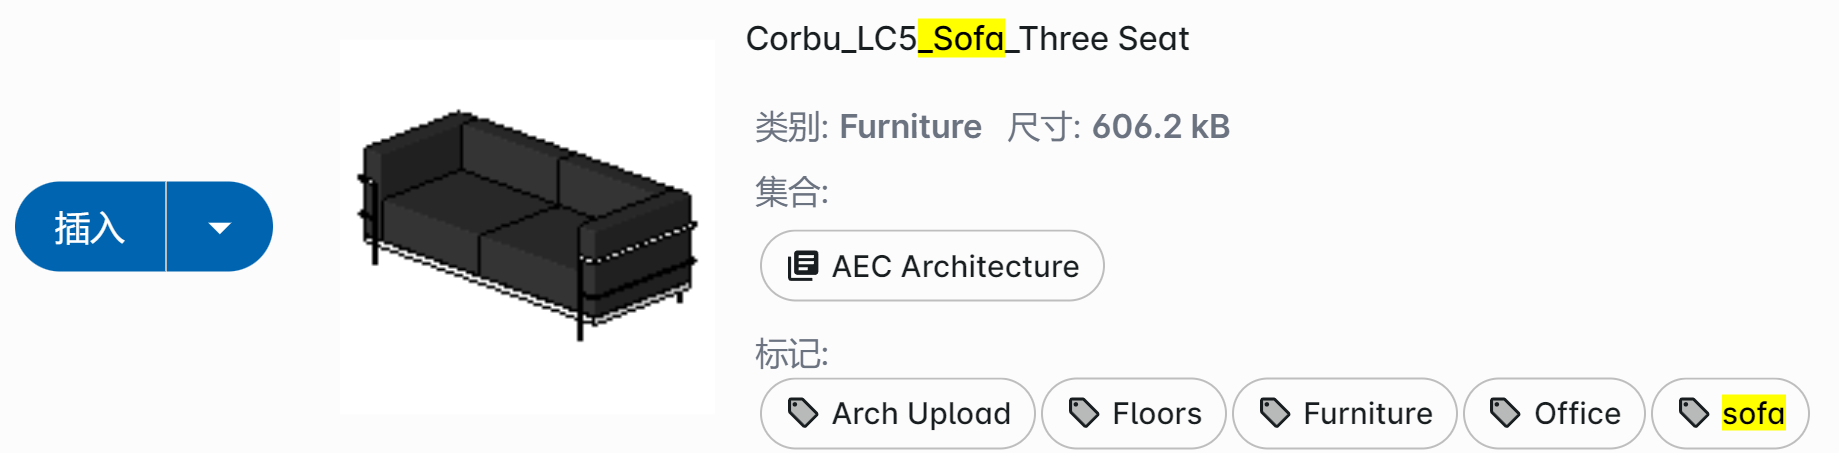 Corbu_LC5_Sofa_Three Seat
类别: Furniture 尺寸: 606.2 kB
集合:
插入
AEC Architecture
标记:
Arch Upload Floors Furniture Office sofa